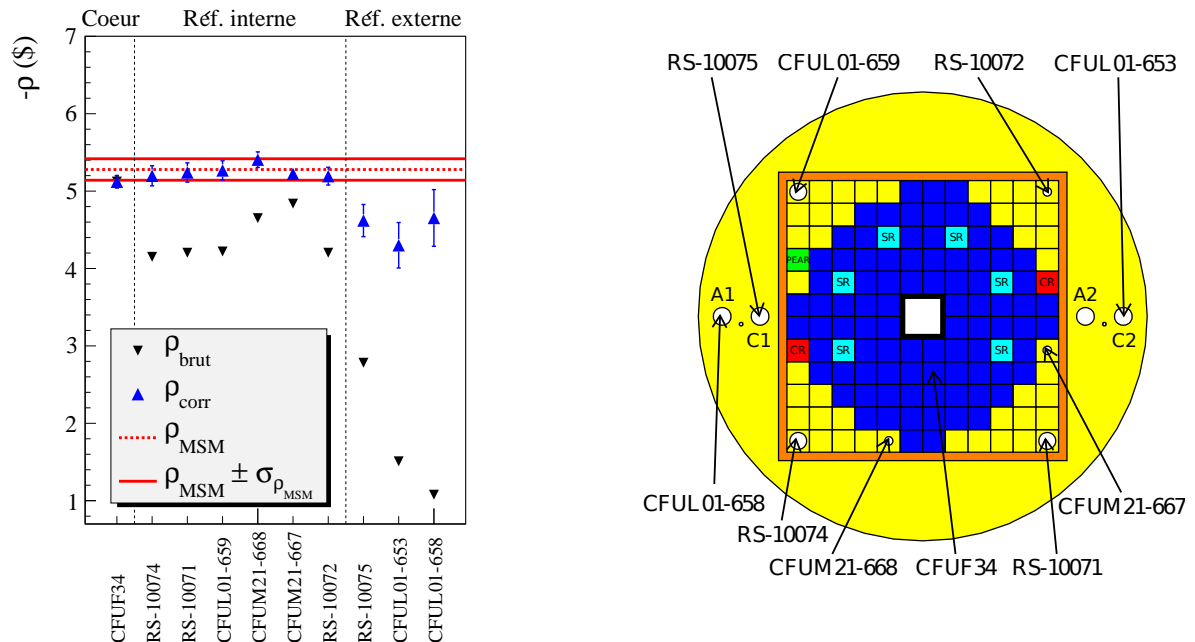 Coeur Réf. interne Réf. externe
-ρ ($)
7
6
5
4
3
2
1
ρbrut
ρcorr
ρMSM
ρMSM ± σρMSM
CFUF34
RS-10074
RS-10071
CFUL01-659
CFUM21-668
CFUM21-667
RS-10072
RS-10075
CFUL01-653
CFUL01-658
RS-10075 CFUL01-659 RS-10072 CFUL01-653
SR SR
PEAR
SR SR CR
A1 A2
C1 C2
CR SR SR
CFUL01-658 CFUM21-667
RS-10074
CFUM21-668 CFUF34 RS-10071